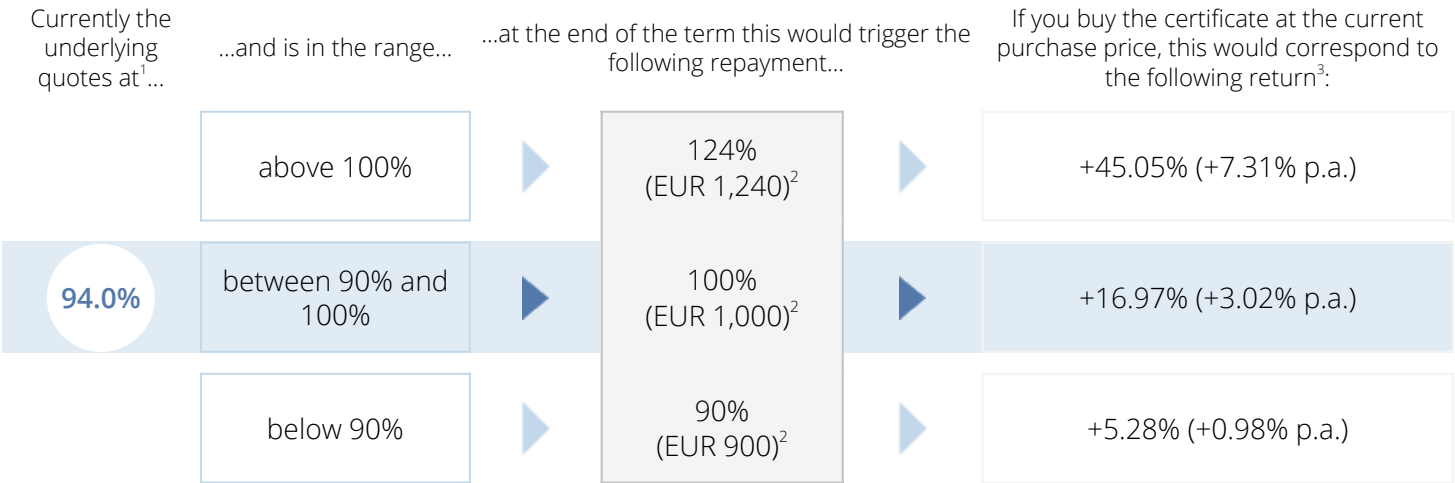 Currently the
underlying
quotes at¹...
...and is in the range...
...at the end of the term this would trigger the
following repayment...
If you buy the certificate at the current
purchase price, this would correspond to
the following return³:
above 100%
124%
(EUR 1,240)²
+45.05% (+7.31% p.a.)
94.0%
between 90% and
100%
100%
(EUR 1,000)²
+16.97% (+3.02% p.a.)
below 90%
90%
(EUR 900)²
+5.28% (+0.98% p.a.)